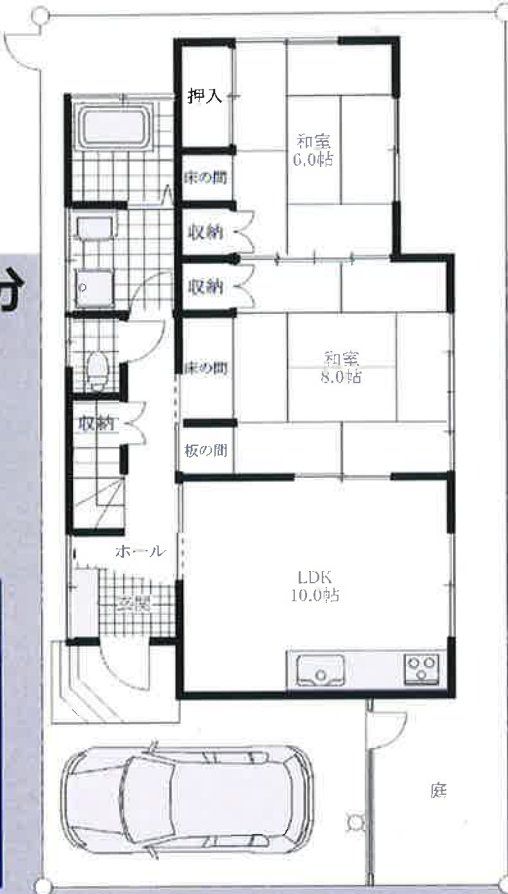 押入
和室
6.0帖
床の間
収納
収納
分
床の間
和室
8.0帖
収納
板の間
ホール
LDK
10.0帖
玄関
庭